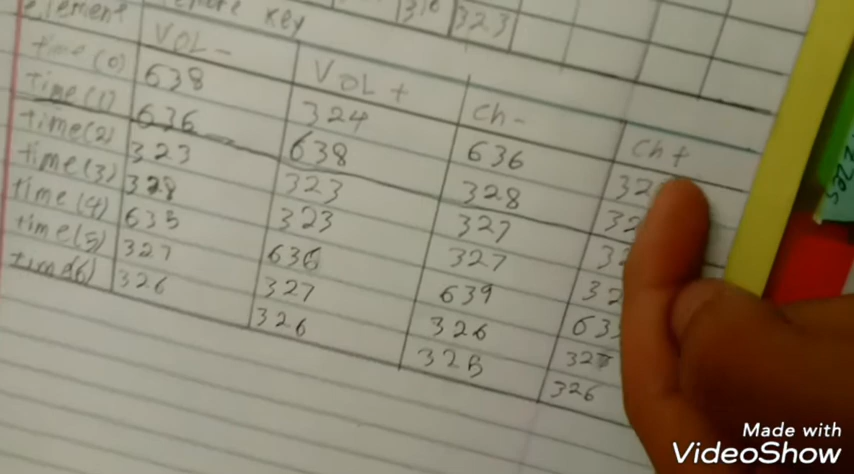 323
element key
VOL- VOL+ Ch- Ch+
time(0) 638 324 636
time(1) 636 638 328
time(2) 323 323 327
time(3) 328 323 327
time(4) 635 636 639
time(5) 327 327 326 327
time(6) 326 326 325 326
Made with
VideoShow